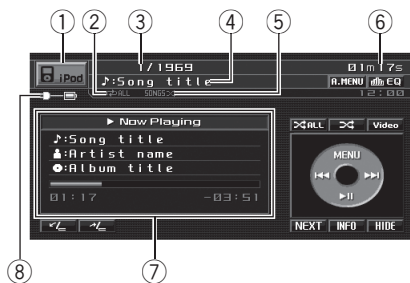 ① ② ③ ④ ⑤ ⑥
iPod
1/1969
01m17s
♪:Song title
A.MENU EQ
ALL SONGS
12:00
► Now Playing
♪:Song title
:Artist name
:Album title
01:17 -03:51
ALL Video
MENU
NEXT INFO HIDE
⑧ ⑦